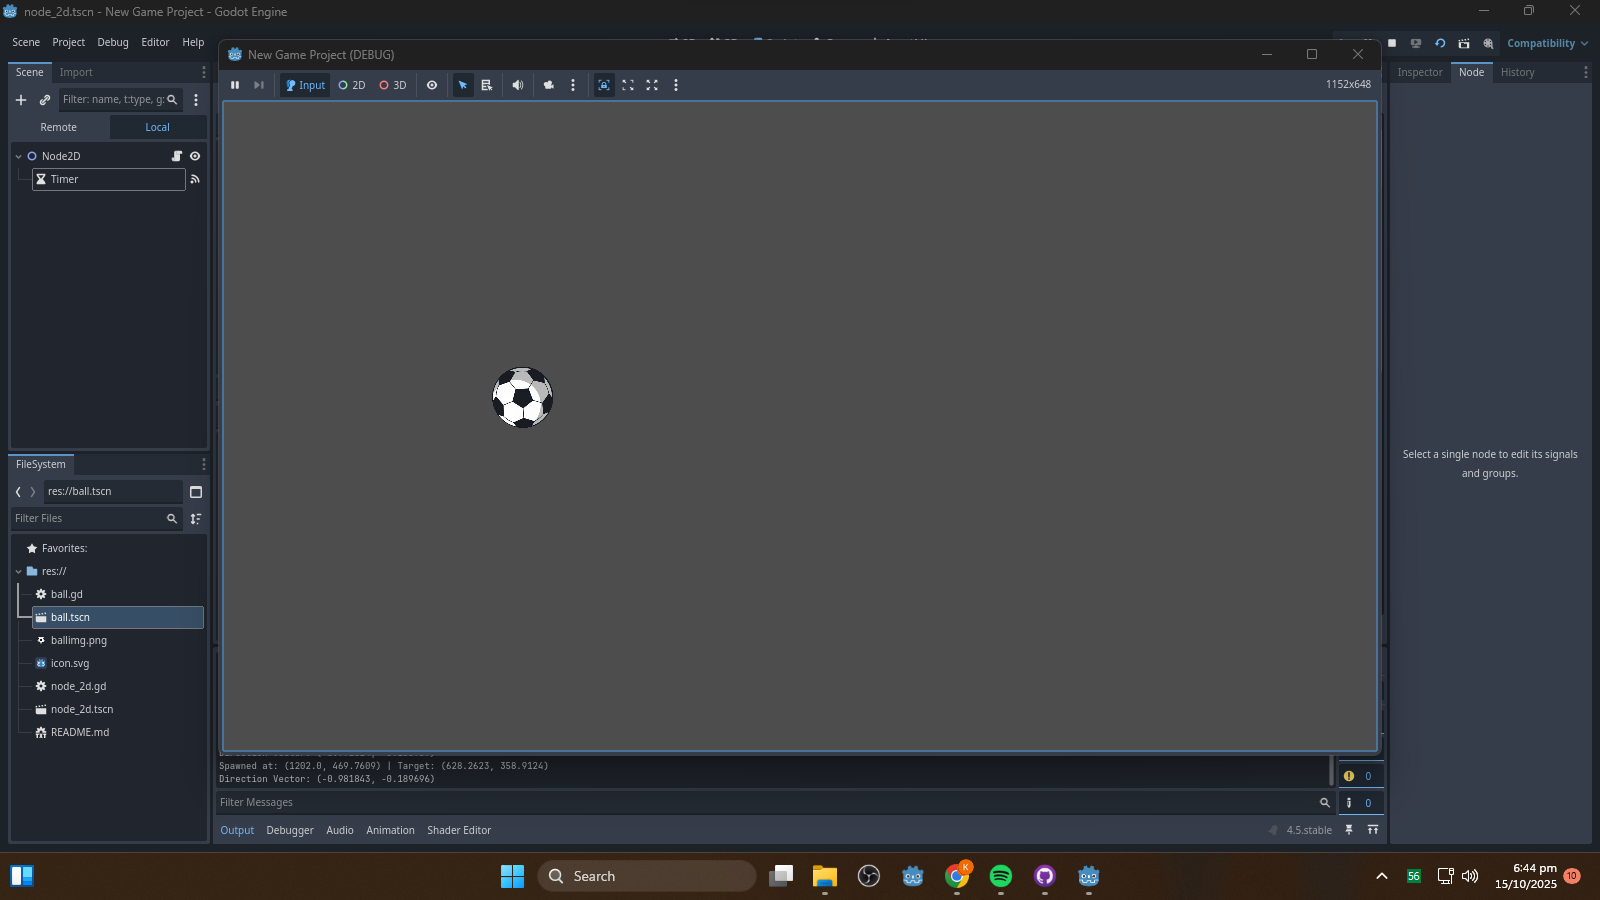 node_2d.tscn - New Game Project - Godot Engine
Scene Project Debug Editor Help
Compatibility
New Game Project (DEBUG)
Scene Import
Inspector Node History
Input 2D 3D
1152x648
Filter: name, t:type, g:
Remote Local
Node2D
Timer
Select a single node to edit its signals
and groups.
FileSystem
res://ball.tscn
Filter Files
Favorites:
res://
ball.gd
ball.tscn
ballimg.png
icon.svg
node_2d.gd
node_2d.tscn
README.md
Spawned at: (1202.0, 469.7609) | Target: (628.2623, 358.9124)
Direction Vector: (-0.981843, -0.189696)
0
Filter Messages
0
Output Debugger Audio Animation Shader Editor
4.5.stable
Search
K
56
6:44 pm
15/10/2025
10